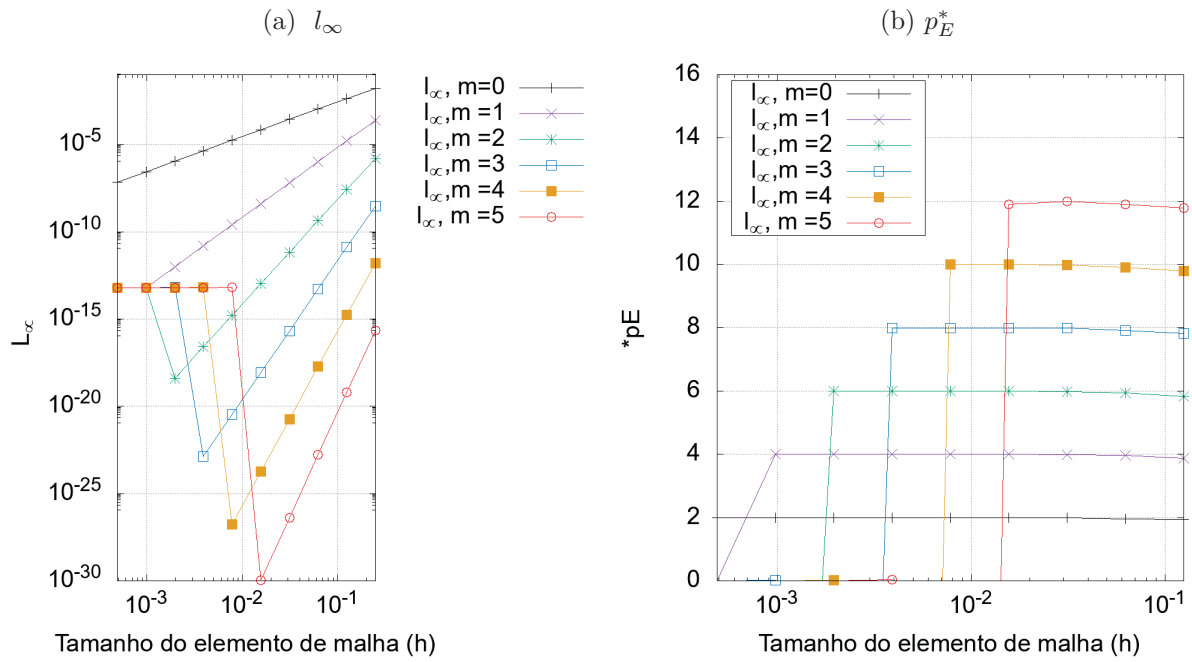 (a) l∞
10⁻⁵
10⁻¹⁰
10⁻¹⁵
10⁻²⁰
10⁻²⁵
10⁻³⁰
L∝
10⁻³
10⁻²
10⁻¹
Tamanho do elemento de malha (h)
l∝, m=0
l∝,m =1
l∝,m =2
l∝,m =3
l∝,m =4
l∝, m =5
(b) p*E
16
14
12
10
8
6
4
2
0
*pE
l∝, m=0
l∝,m =1
l∝,m =2
l∝,m =3
l∝,m =4
l∝, m =5
10⁻³
10⁻²
10⁻¹
Tamanho do elemento de malha (h)